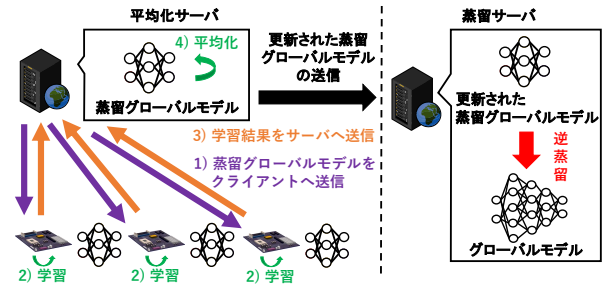 平均化サーバ
4) 平均化
蒸留グローバルモデル
更新された蒸留
グローバルモデル
の送信
3) 学習結果をサーバへ送信
1) 蒸留グローバルモデルを
クライアントへ送信
2) 学習
2) 学習
2) 学習
蒸留サーバ
更新された
蒸留グローバルモデル
逆
蒸
留
グローバルモデル